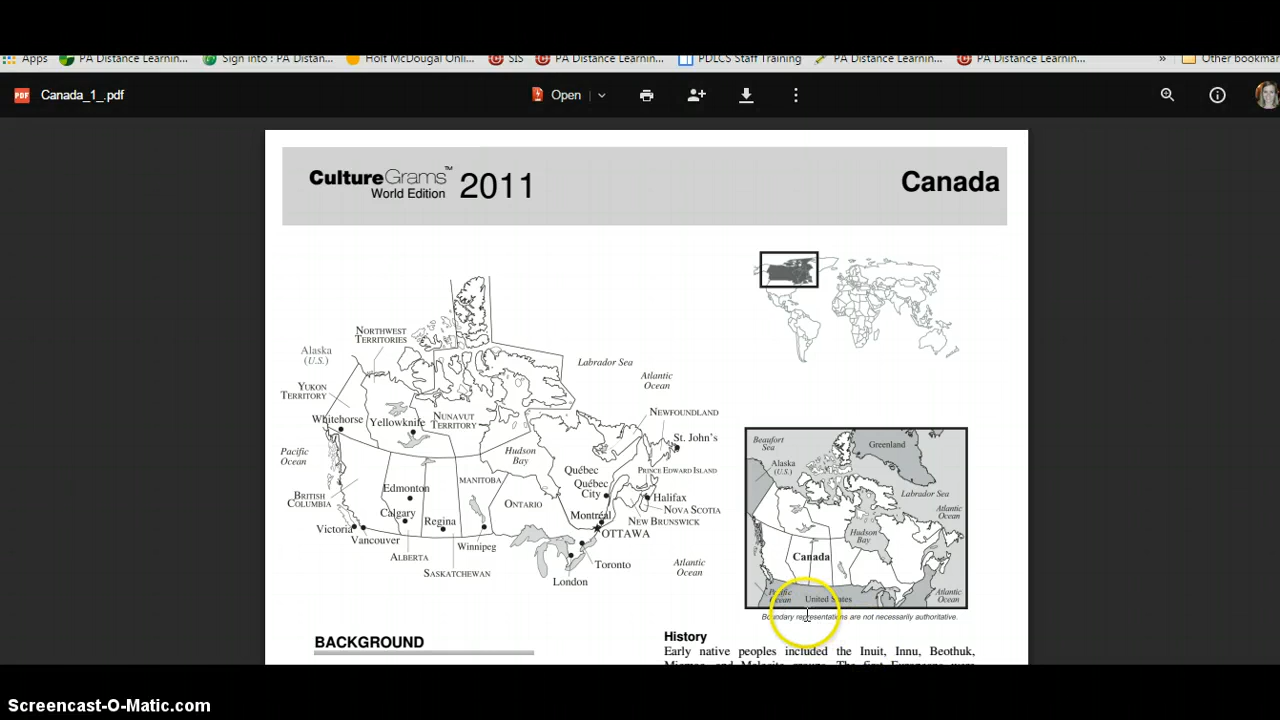 Apps PA Distance Learnin... Sign Into : PA Distan... Holt McDougal Onli... SIS PA Distance Learnin... PDLCS Staff Training PA Distance Learnin... PA Distance Learnin... » Other bookmar
PDF Canada_1_.pdf Open
CultureGrams™
World Edition 2011
Canada
NORTHWEST
TERRITORIES
Alaska
(U.S.)
Labrador Sea
Atlantic
Ocean
YUKON
TERRITORY
Whitehorse
Yellowknife
NUNAVUT
TERRITORY
NEWFOUNDLAND
St. John's
Pacific
Ocean
Hudson
Bay
Québec
PRINCE EDWARD ISLAND
Edmonton
MANITOBA
Québec
City
BRITISH
COLUMBIA
ONTARIO
Halifax
NOVA SCOTIA
Calgary
Regina
Montréal
NEW BRUNSWICK
Victoria
OTTAWA
Vancouver
Winnipeg
ALBERTA
Toronto
Atlantic
Ocean
SASKATCHEWAN
London
Beaufort
Sea
Greenland
Alaska
(U.S.)
Labrador Sea
Atlantic
Ocean
Hudson
Bay
Canada
Pacific
Ocean
United States
Atlantic
Ocean
Boundary representations are not necessarily authoritative.
BACKGROUND
History
Early native peoples included the Inuit, Innu, Beothuk,
Screencast-O-Matic.com